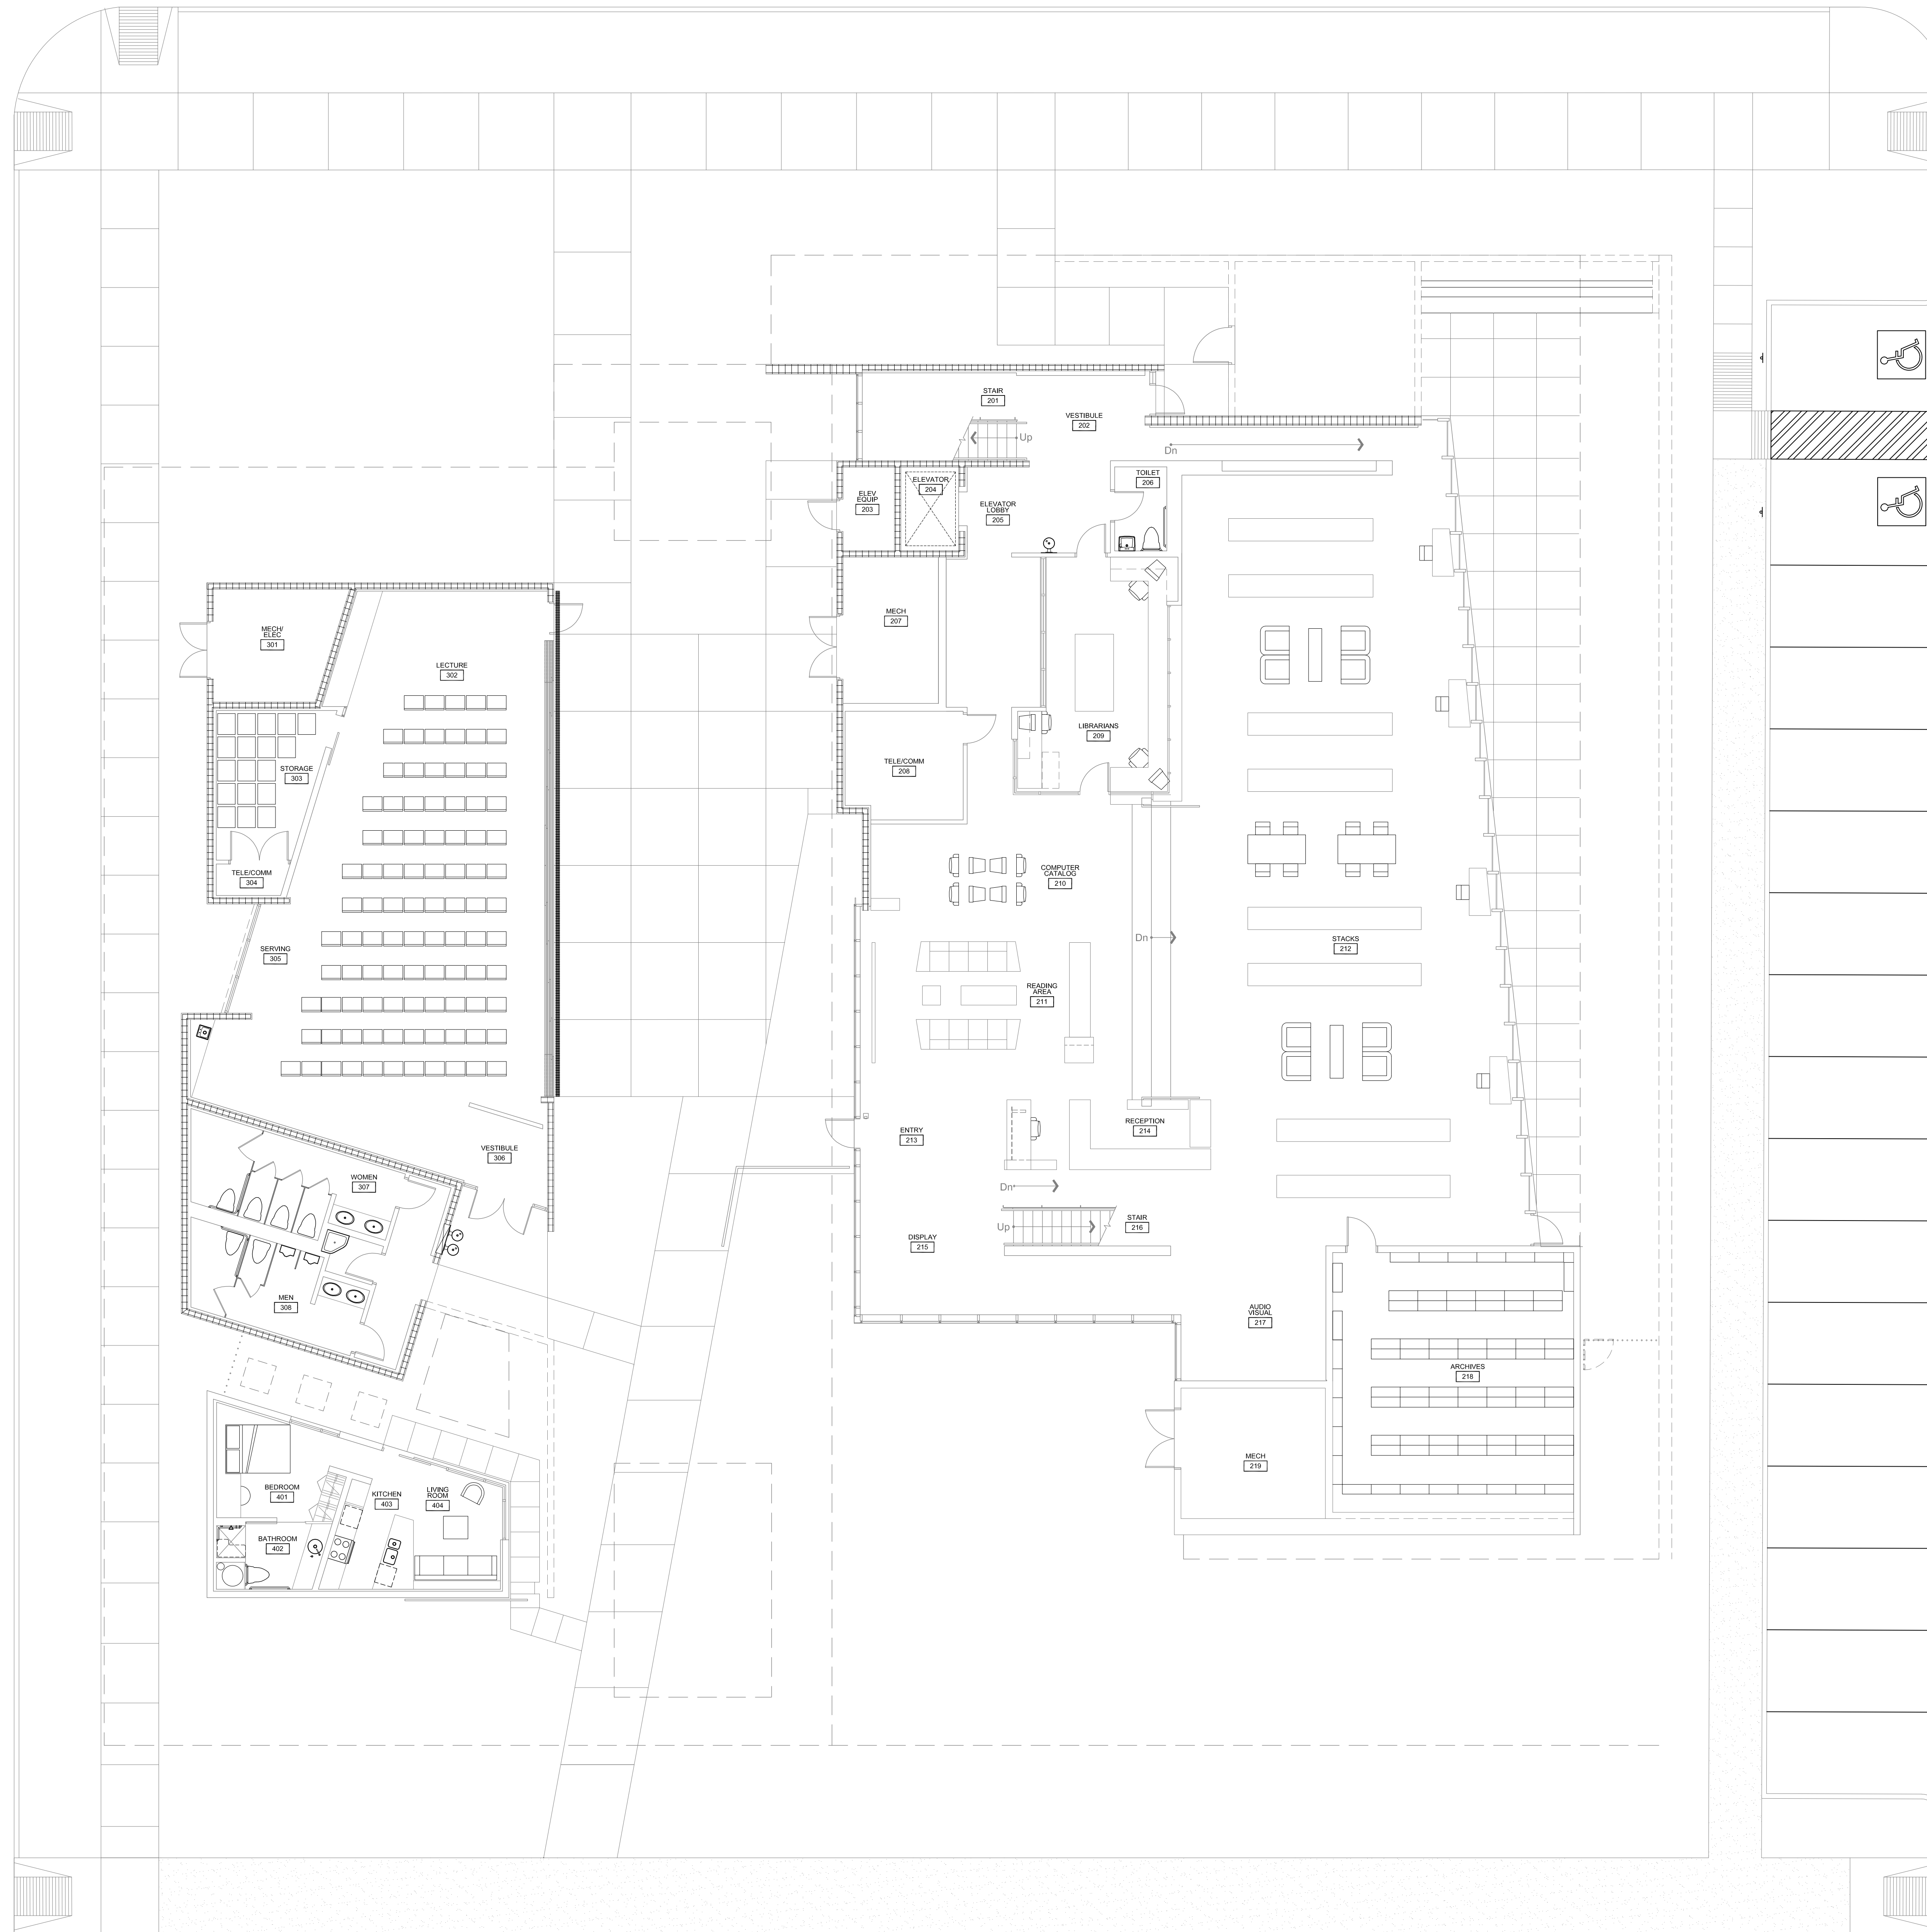 STAIR
201
VESTIBULE
202
Up
Dn
TOILET
206
ELEVATOR
204
ELEV
EQUIP
203
ELEVATOR
LOBBY
205
MECH
207
MECH/
ELEC
301
LECTURE
302
LIBRARIANS
209
TELE/COMM
208
STORAGE
303
TELE/COMM
304
COMPUTER
CATALOG
210
SERVING
305
Dn
STACKS
212
READING
AREA
211
ENTRY
213
RECEPTION
214
VESTIBULE
306
WOMEN
307
Dn
Up
STAIR
216
DISPLAY
215
MEN
308
AUDIO
VISUAL
217
ARCHIVES
218
MECH
219
BEDROOM
401
KITCHEN
403
LIVING
ROOM
404
BATHROOM
402